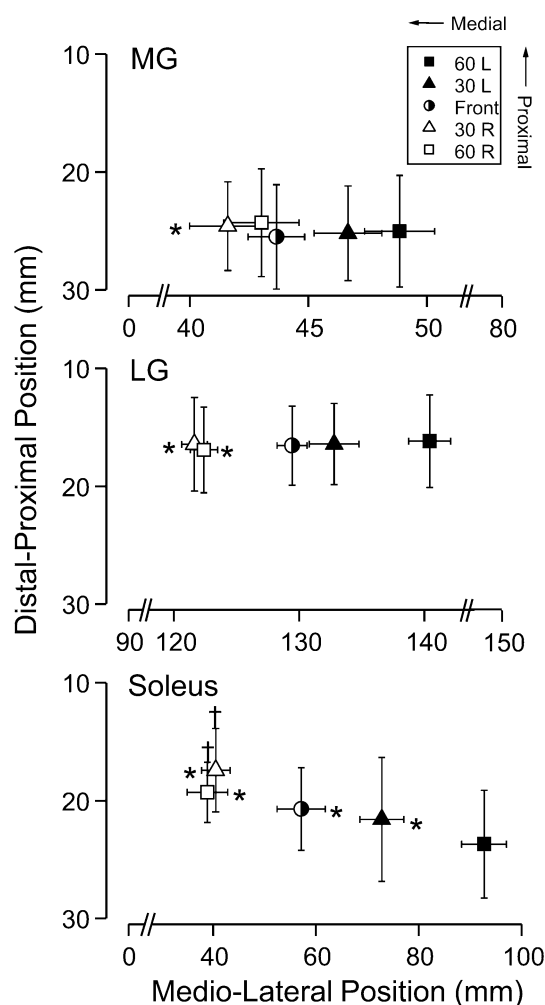 Medial
MG
60 L
30 L
Front
30 R
60 R
Proximal
10
20
30
*
0 40 45 50 80
LG
10
20
30
* *
90 120 130 140 150
Soleus
10
20
30
† †
* * * *
0 40 60 80 100
Distal-Proximal Position (mm)
Medio-Lateral Position (mm)